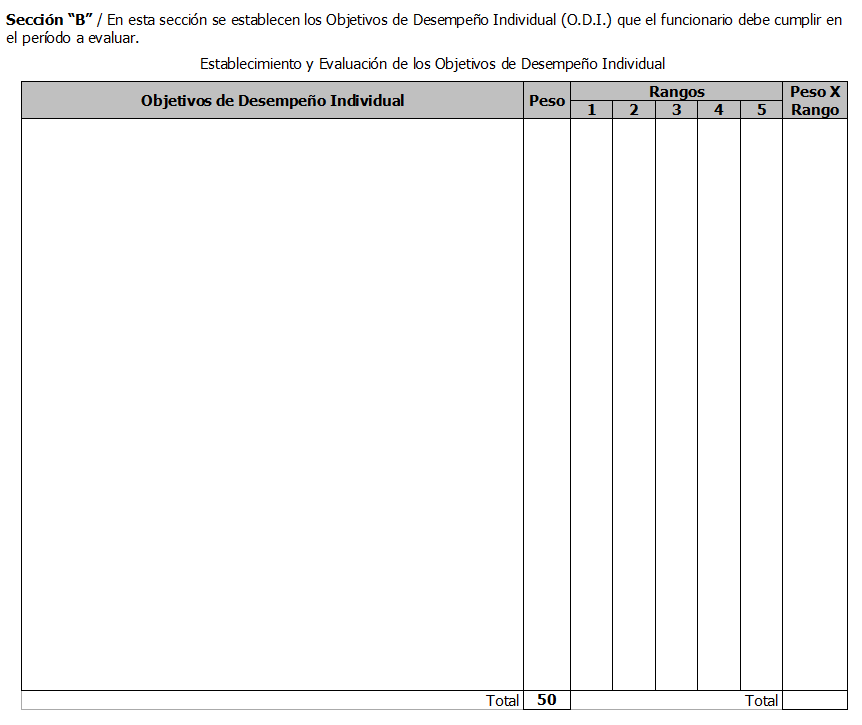 Sección “B” / En esta sección se establecen los Objetivos de Desempeño Individual (O.D.I.) que el funcionario debe cumplir en
el período a evaluar.
Establecimiento y Evaluación de los Objetivos de Desempeño Individual
Objetivos de Desempeño Individual Peso Rangos Peso X
1 2 3 4 5 Rango
Total 50 Total